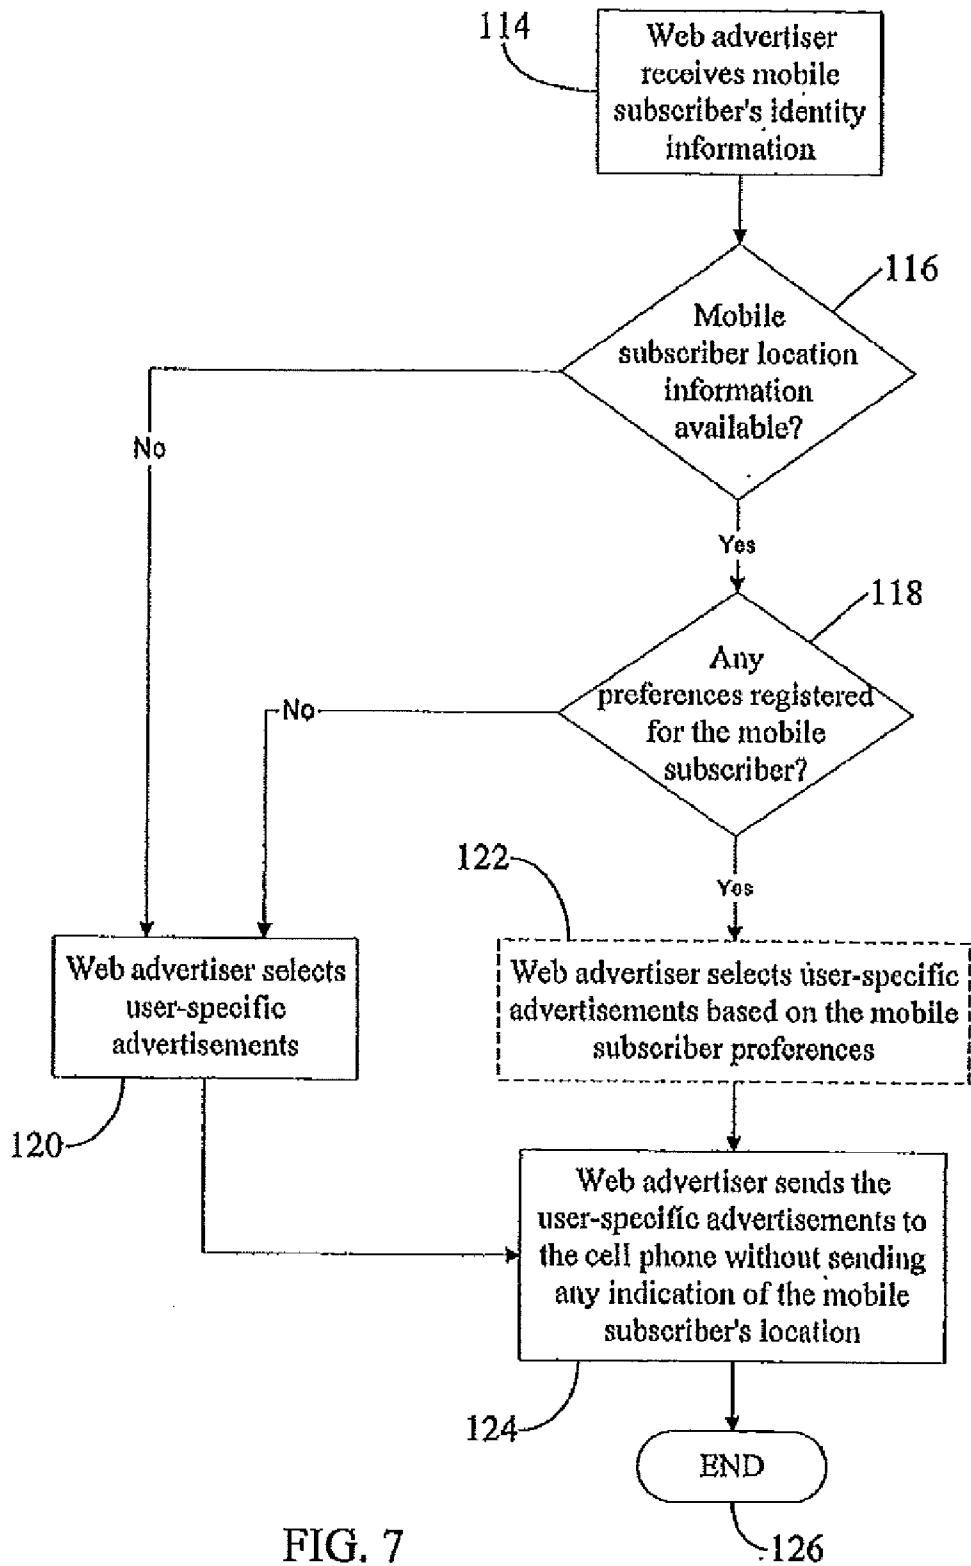 114
Web advertiser
receives mobile
subscriber's identity
information
116
Mobile
subscriber location
information
available?
No
Yes
118
Any
preferences registered
for the mobile
subscriber?
No
Yes
122
Web advertiser selects
user-specific
advertisements
Web advertiser selects user-specific
advertisements based on the mobile
subscriber preferences
120
Web advertiser sends the
user-specific advertisements to
the cell phone without sending
any indication of the mobile
subscriber's location
124
END
126
FIG. 7